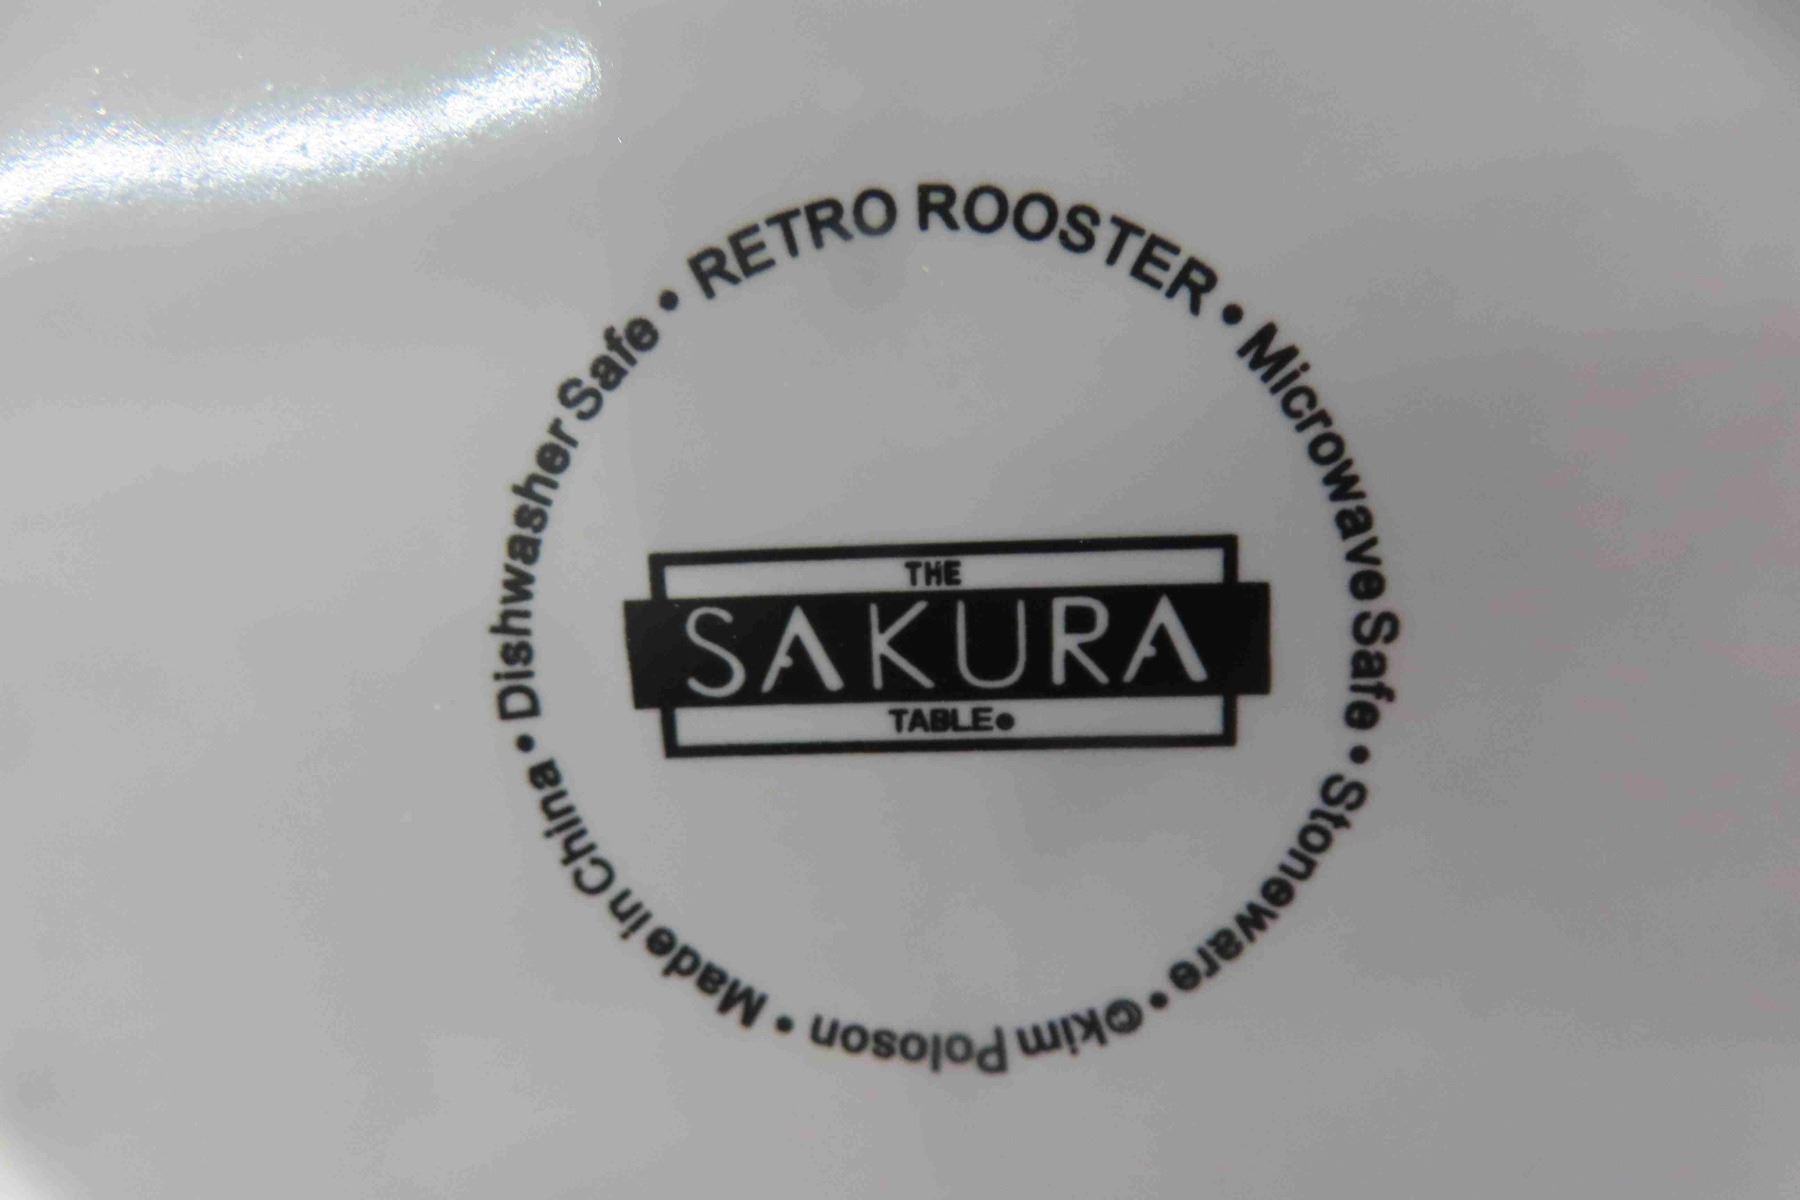 RETRO ROOSTER • Microwave Safe • Stoneware • ©kim Poloson • Made in China • Dishwasher Safe •
THE
SAKURA
TABLE